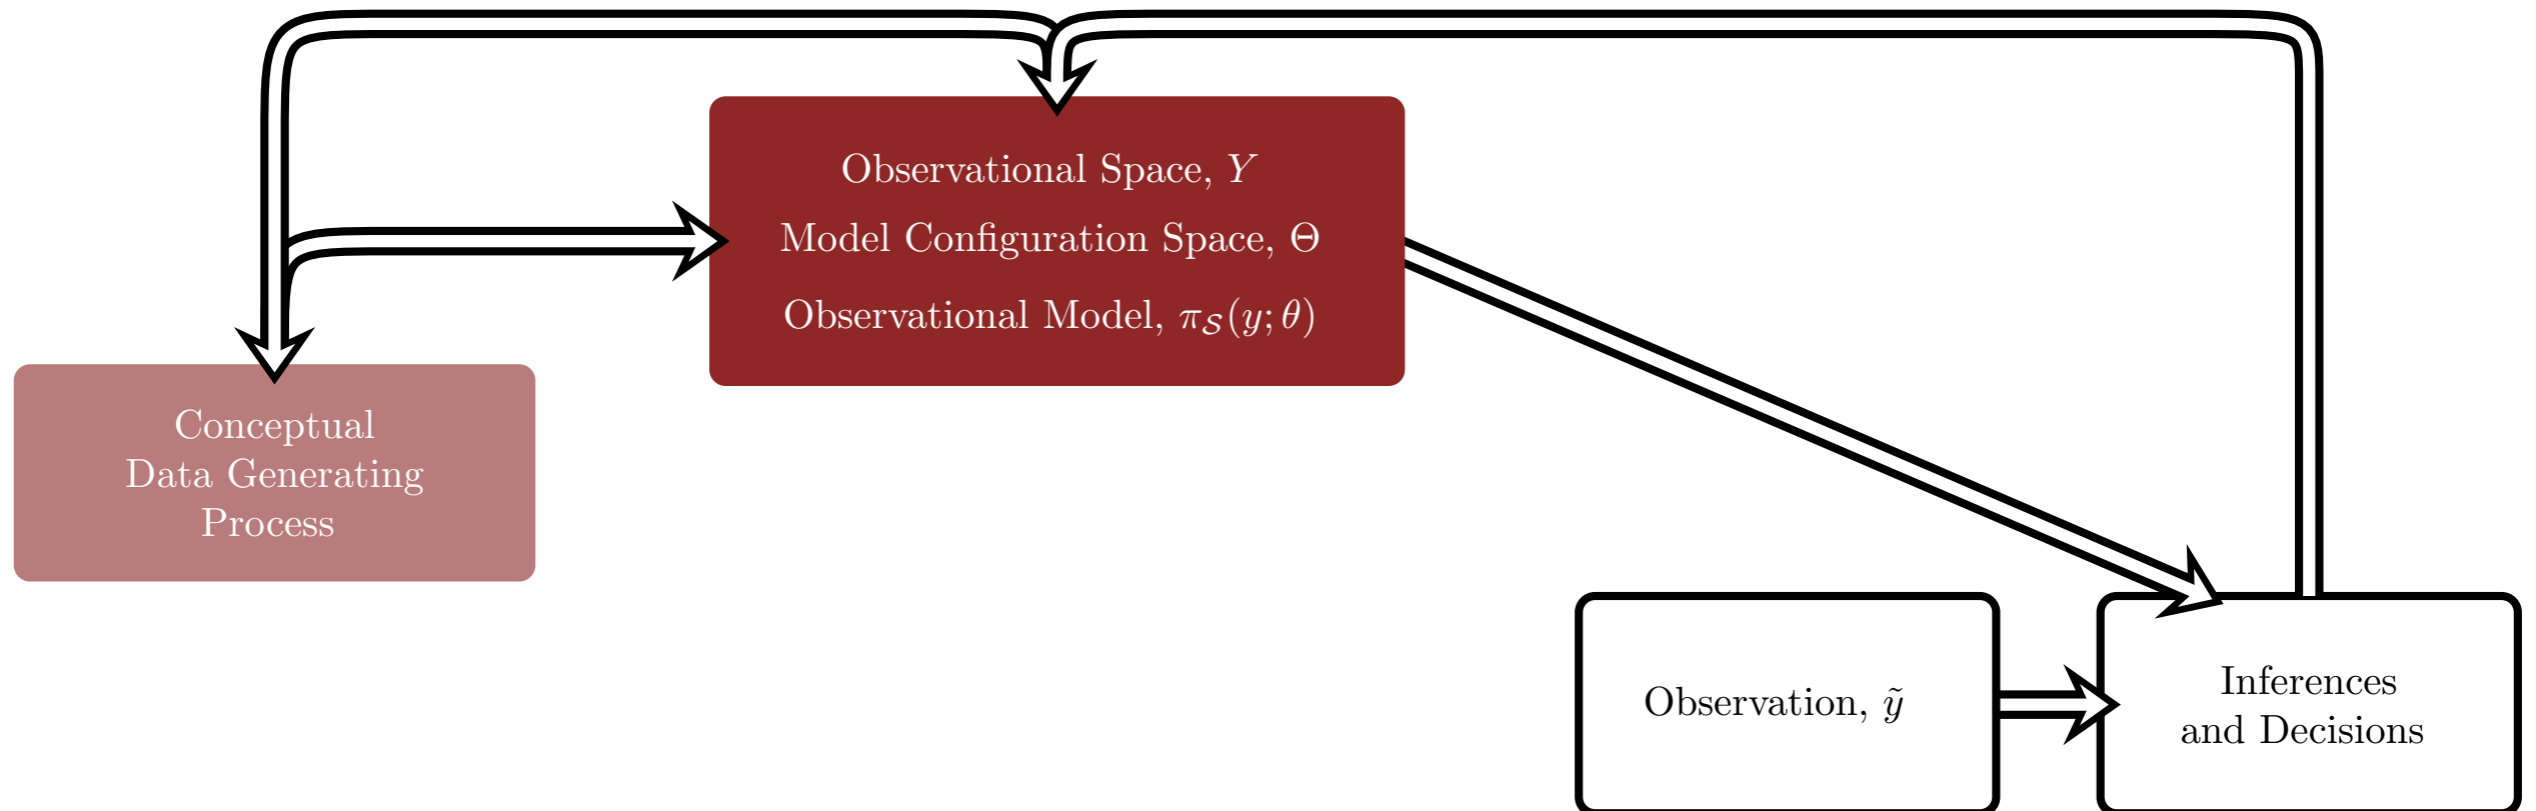 Observational Space, Y
Model Configuration Space, Θ
Observational Model, π_𝒮(y; θ)
Conceptual
Data Generating
Process
Observation, ỹ
Inferences
and Decisions